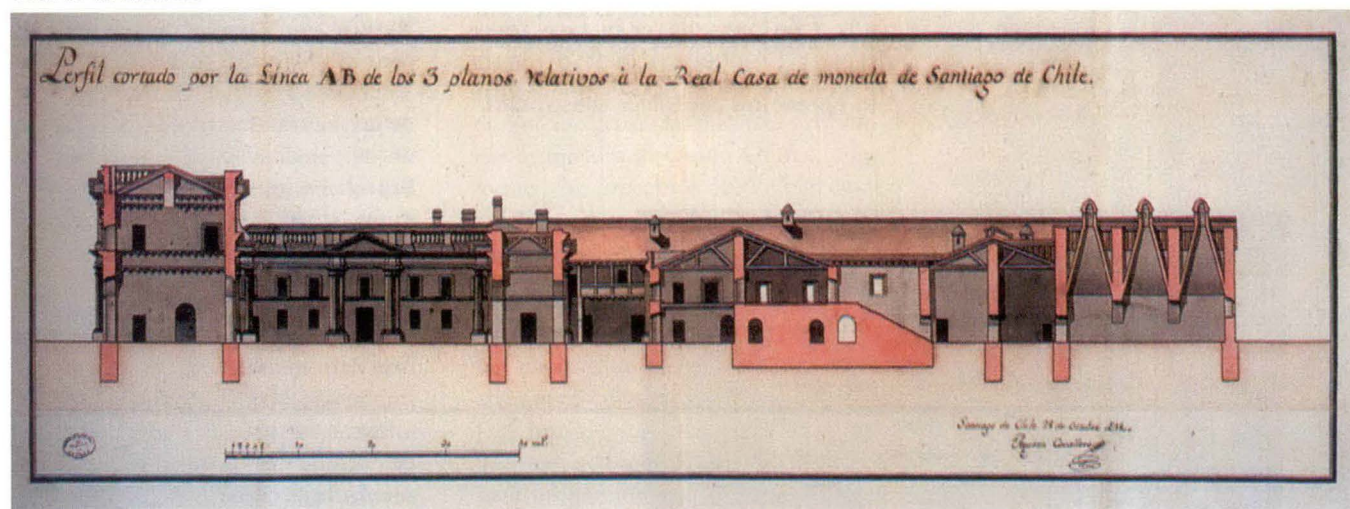 Perfil cortado por la Linea AB de los 3 planos relativos à la Real Casa de moneda de Santiago de Chile.
Santiago de Chile